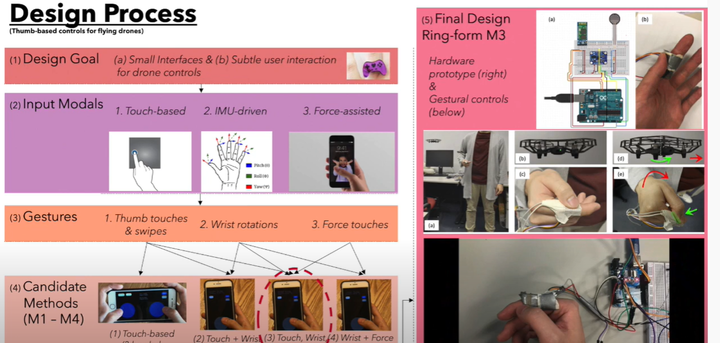 Design Process
(Thumb-based controls for flying drones)
(1) Design Goal
(a) Small Interfaces & (b) Subtle user interaction
for drone controls
(2) Input Modals
1. Touch-based
2. IMU-driven
3. Force-assisted
(3) Gestures
1. Thumb touches
& swipes
2. Wrist rotations
3. Force touches
(4) Candidate
Methods
(M1 – M4)
(1) Touch-based
(2) Touch + Wrist
(3) Touch, Wrist
(4) Wrist + Force
(5) Final Design
Ring-form M3
Hardware
prototype (right)
&
Gestural controls
(below)
(a)
(b)
(a)
(b)
(c)
(d)
(e)